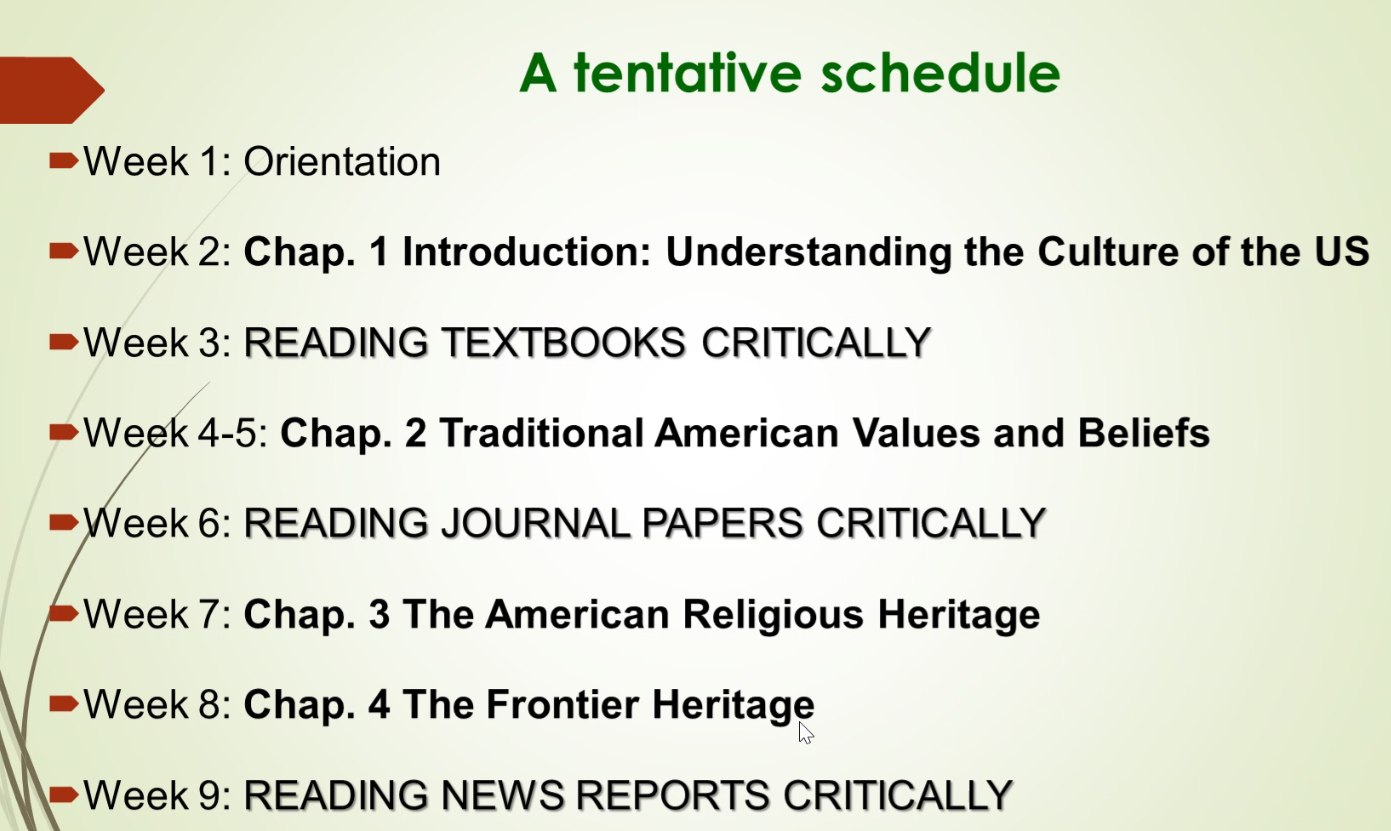 A tentative schedule
Week 1: Orientation
Week 2: Chap. 1 Introduction: Understanding the Culture of the US
Week 3: READING TEXTBOOKS CRITICALLY
Week 4-5: Chap. 2 Traditional American Values and Beliefs
Week 6: READING JOURNAL PAPERS CRITICALLY
Week 7: Chap. 3 The American Religious Heritage
Week 8: Chap. 4 The Frontier Heritage
Week 9: READING NEWS REPORTS CRITICALLY